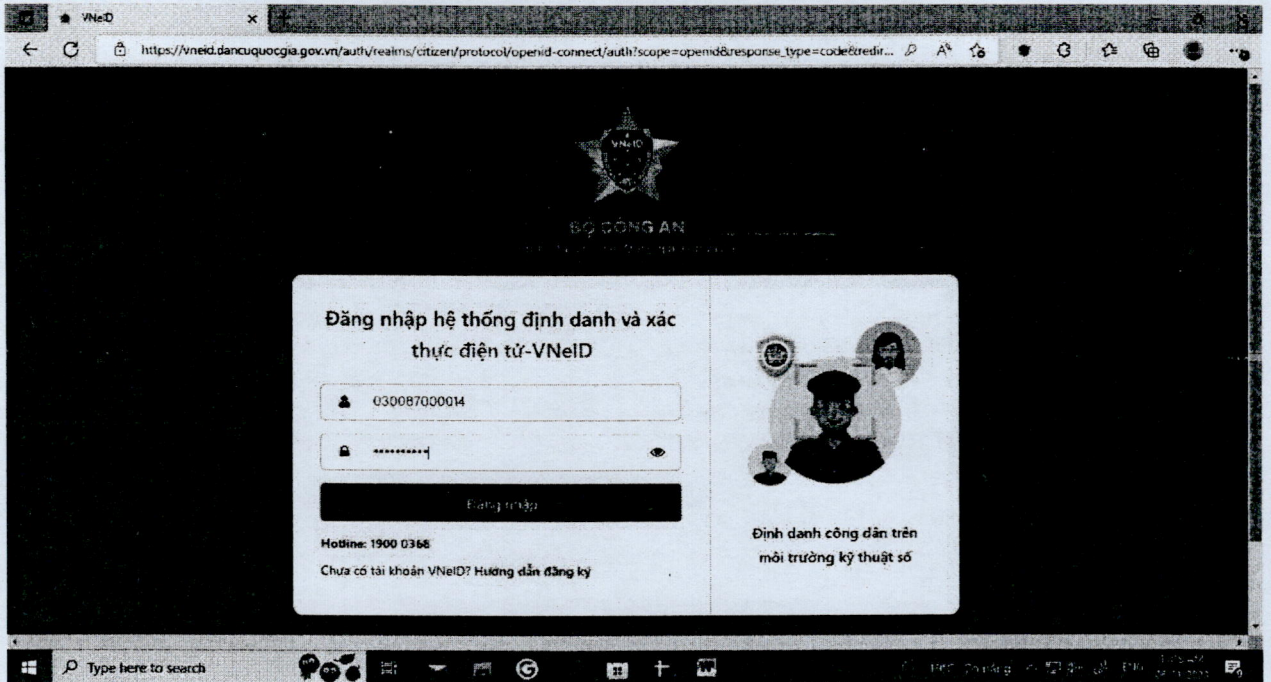 VNeID
https://vneid.dancuquocgia.gov.vn/auth/realms/citizen/protocol/openid-connect/auth?scope=openid&response_type=code&redir...
VNeID
BỘ CÔNG AN
Đăng nhập hệ thống định danh và xác
thực điện tử-VNeID
030087000014
••••••••••
Đăng nhập
Hotline: 1900 0368
Chưa có tài khoản VNeID? Hướng dẫn đăng ký
Định danh công dân trên
môi trường kỹ thuật số
Type here to search
ENG